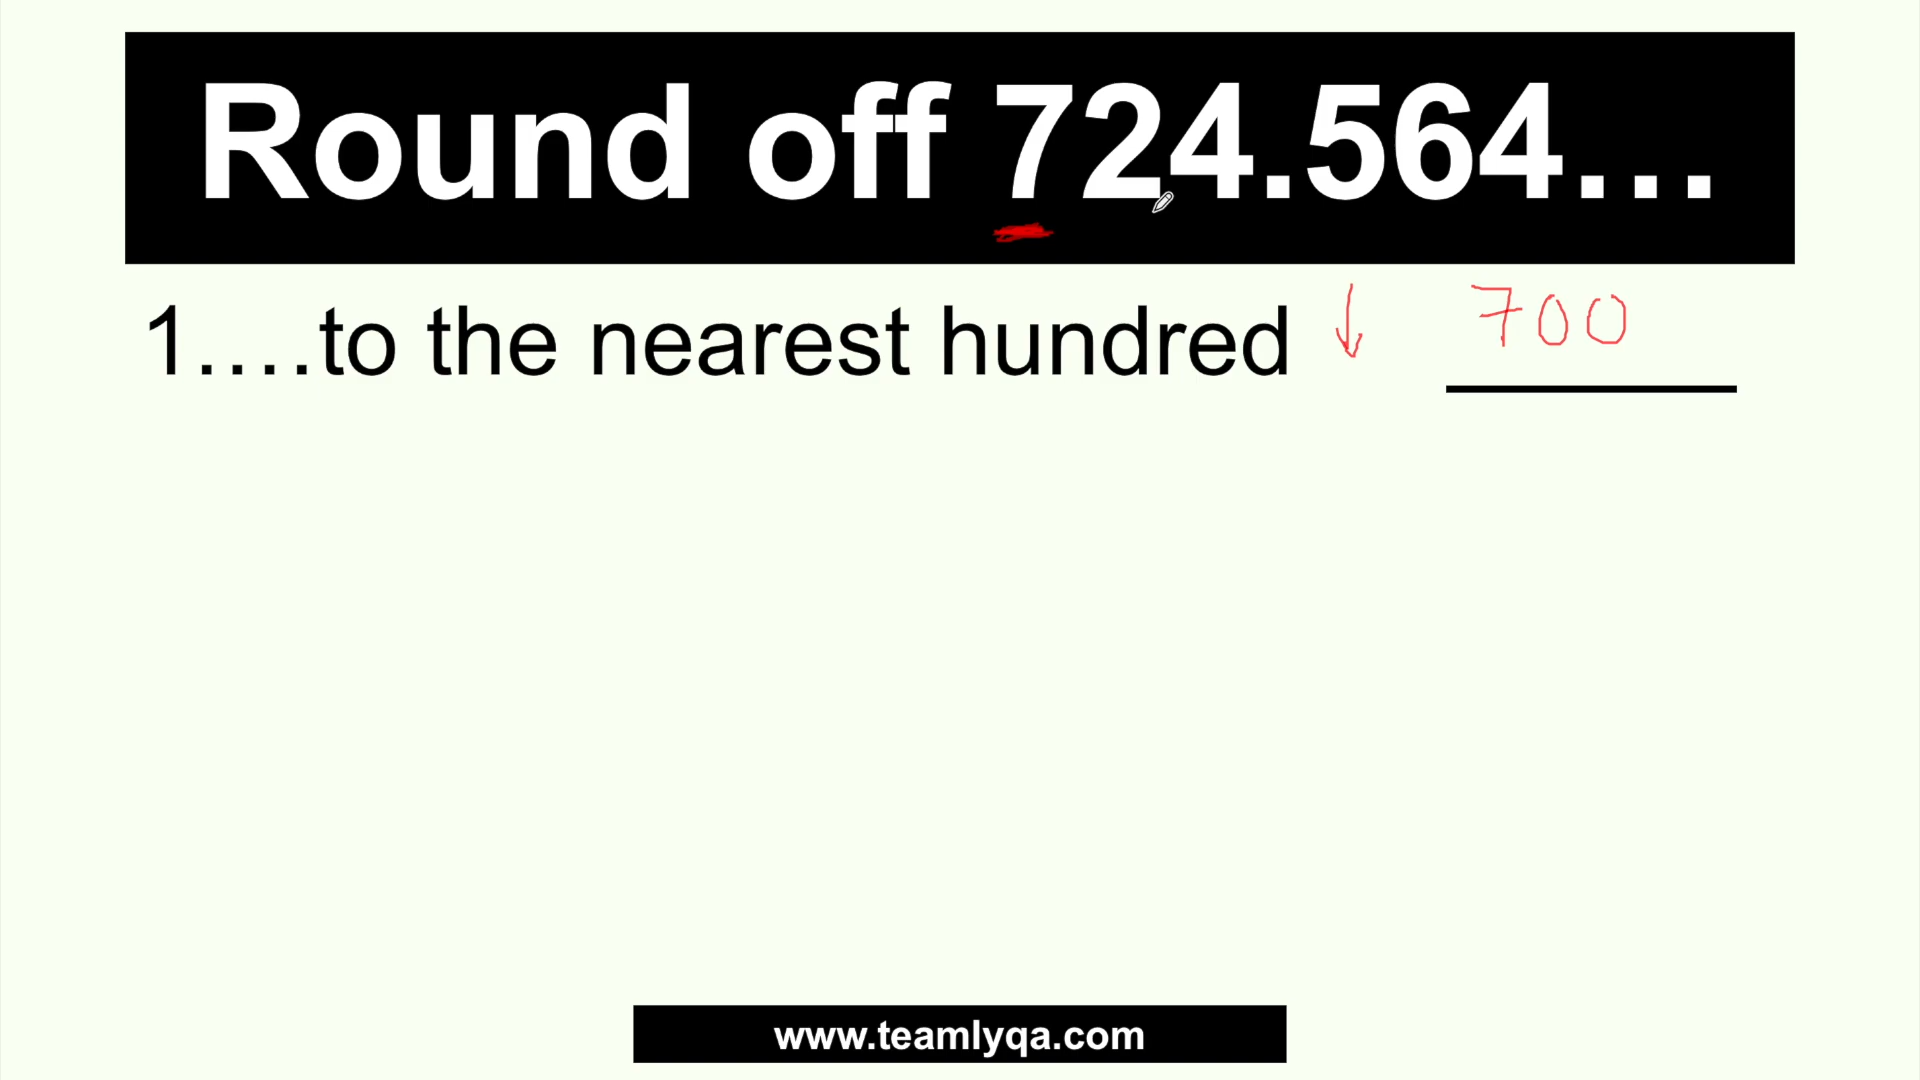 Round off 724.564...
1....to the nearest hundred ↓ 700
www.teamlyqa.com